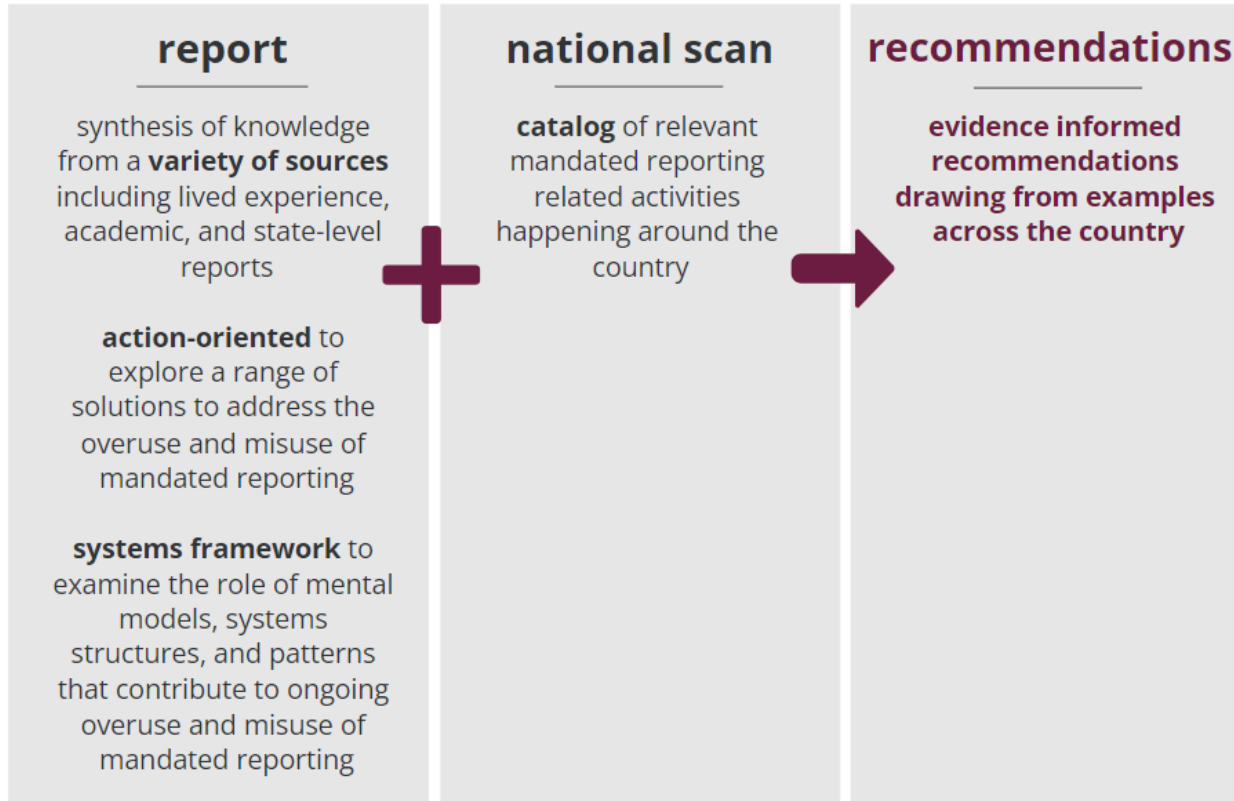 report
synthesis of knowledge
from a variety of sources
including lived experience,
academic, and state-level
reports
action-oriented to
explore a range of
solutions to address the
overuse and misuse of
mandated reporting
systems framework to
examine the role of mental
models, systems
structures, and patterns
that contribute to ongoing
overuse and misuse of
mandated reporting
national scan
catalog of relevant
mandated reporting
related activities
happening around the
country
recommendations
evidence informed
recommendations
drawing from examples
across the country